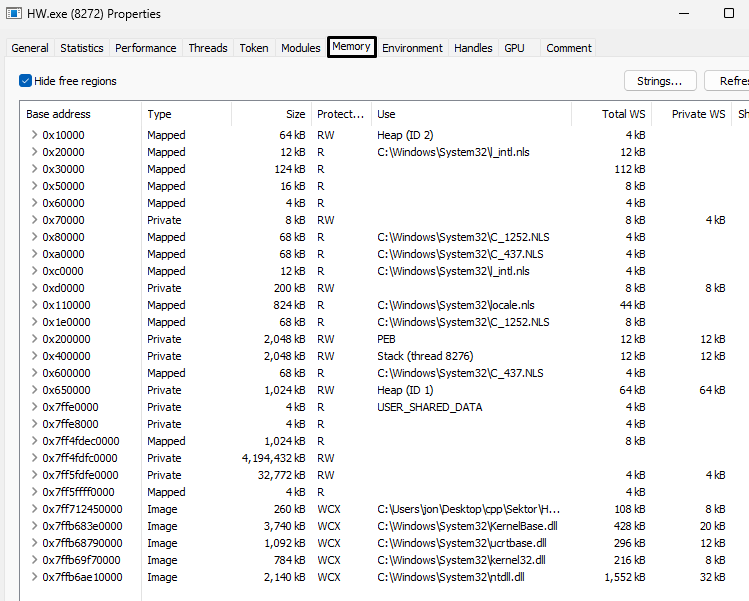 HW.exe (8272) Properties
General Statistics Performance Threads Token Modules Memory Environment Handles GPU Comment
Hide free regions Strings... Refre
Base address Type Size Protect... Use Total WS Private WS Sh
0x10000 Mapped 64 kB RW Heap (ID 2) 4 kB
0x20000 Mapped 12 kB R C:\Windows\System32\l_intl.nls 12 kB
0x30000 Mapped 124 kB R 112 kB
0x50000 Mapped 16 kB R 8 kB
0x60000 Mapped 4 kB R 4 kB
0x70000 Private 8 kB RW 8 kB 4 kB
0x80000 Mapped 68 kB R C:\Windows\System32\C_1252.NLS 4 kB
0xa0000 Mapped 68 kB R C:\Windows\System32\C_437.NLS 4 kB
0xc0000 Mapped 12 kB R C:\Windows\System32\l_intl.nls 4 kB
0xd0000 Private 200 kB RW 8 kB 8 kB
0x110000 Mapped 824 kB R C:\Windows\System32\locale.nls 44 kB
0x1e0000 Mapped 68 kB R C:\Windows\System32\C_1252.NLS 8 kB
0x200000 Private 2,048 kB RW PEB 12 kB 12 kB
0x400000 Private 2,048 kB RW Stack (thread 8276) 12 kB 12 kB
0x600000 Mapped 68 kB R C:\Windows\System32\C_437.NLS 4 kB
0x650000 Private 1,024 kB RW Heap (ID 1) 64 kB 64 kB
0x7ffe0000 Private 4 kB R USER_SHARED_DATA 4 kB
0x7ffe8000 Private 4 kB R 4 kB
0x7ff4fdec0000 Mapped 1,024 kB R 8 kB
0x7ff4fdfc0000 Private 4,194,432 kB RW
0x7ff5fdfe0000 Private 32,772 kB RW 4 kB 4 kB
0x7ff5ffff0000 Mapped 4 kB R 4 kB
0x7ff712450000 Image 260 kB WCX C:\Users\jon\Desktop\cpp\Sektor\H... 108 kB 8 kB
0x7ffb683e0000 Image 3,740 kB WCX C:\Windows\System32\KernelBase.dll 428 kB 20 kB
0x7ffb68790000 Image 1,092 kB WCX C:\Windows\System32\ucrtbase.dll 296 kB 12 kB
0x7ffb69f70000 Image 784 kB WCX C:\Windows\System32\kernel32.dll 216 kB 8 kB
0x7ffb6ae10000 Image 2,140 kB WCX C:\Windows\System32\ntdll.dll 1,552 kB 32 kB